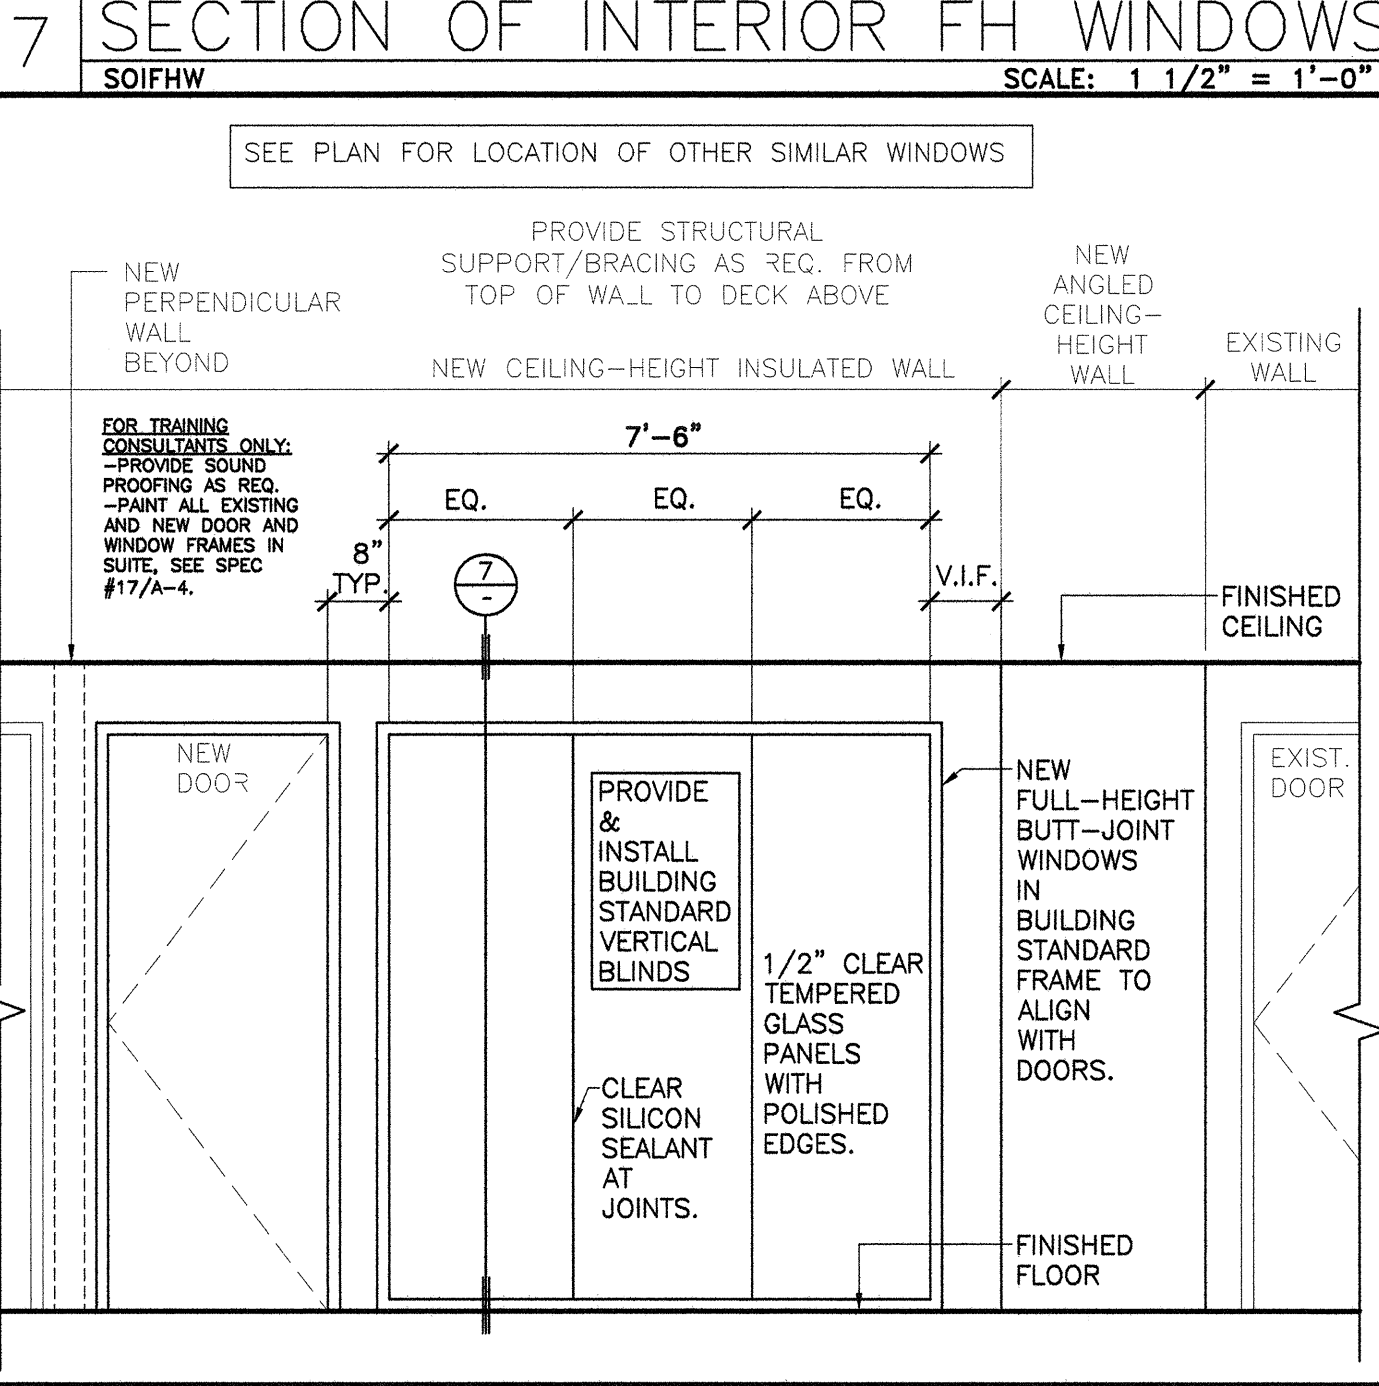 7
SECTION OF INTERIOR FH WINDOWS
SOIFHW
SCALE: 1 1/2" = 1'-0"
SEE PLAN FOR LOCATION OF OTHER SIMILAR WINDOWS
NEW
PERPENDICULAR
WALL
BEYOND
PROVIDE STRUCTURAL
SUPPORT/BRACING AS REQ. FROM
TOP OF WALL TO DECK ABOVE
NEW CEILING-HEIGHT INSULATED WALL
NEW
ANGLED
CEILING-
HEIGHT
WALL
EXISTING
WALL
FOR TRAINING
CONSULTANTS ONLY:
-PROVIDE SOUND
PROOFING AS REQ.
-PAINT ALL EXISTING
AND NEW DOOR AND
WINDOW FRAMES IN
SUITE, SEE SPEC
#17/A-4.
7'-6"
EQ.
EQ.
EQ.
8"
TYP.
7
-
V.I.F.
FINISHED
CEILING
NEW
DOOR
PROVIDE
&
INSTALL
BUILDING
STANDARD
VERTICAL
BLINDS
1/2" CLEAR
TEMPERED
GLASS
PANELS
WITH
POLISHED
EDGES.
CLEAR
SILICON
SEALANT
AT
JOINTS.
NEW
FULL-HEIGHT
BUTT-JOINT
WINDOWS
IN
BUILDING
STANDARD
FRAME TO
ALIGN
WITH
DOORS.
EXIST.
DOOR
FINISHED
FLOOR